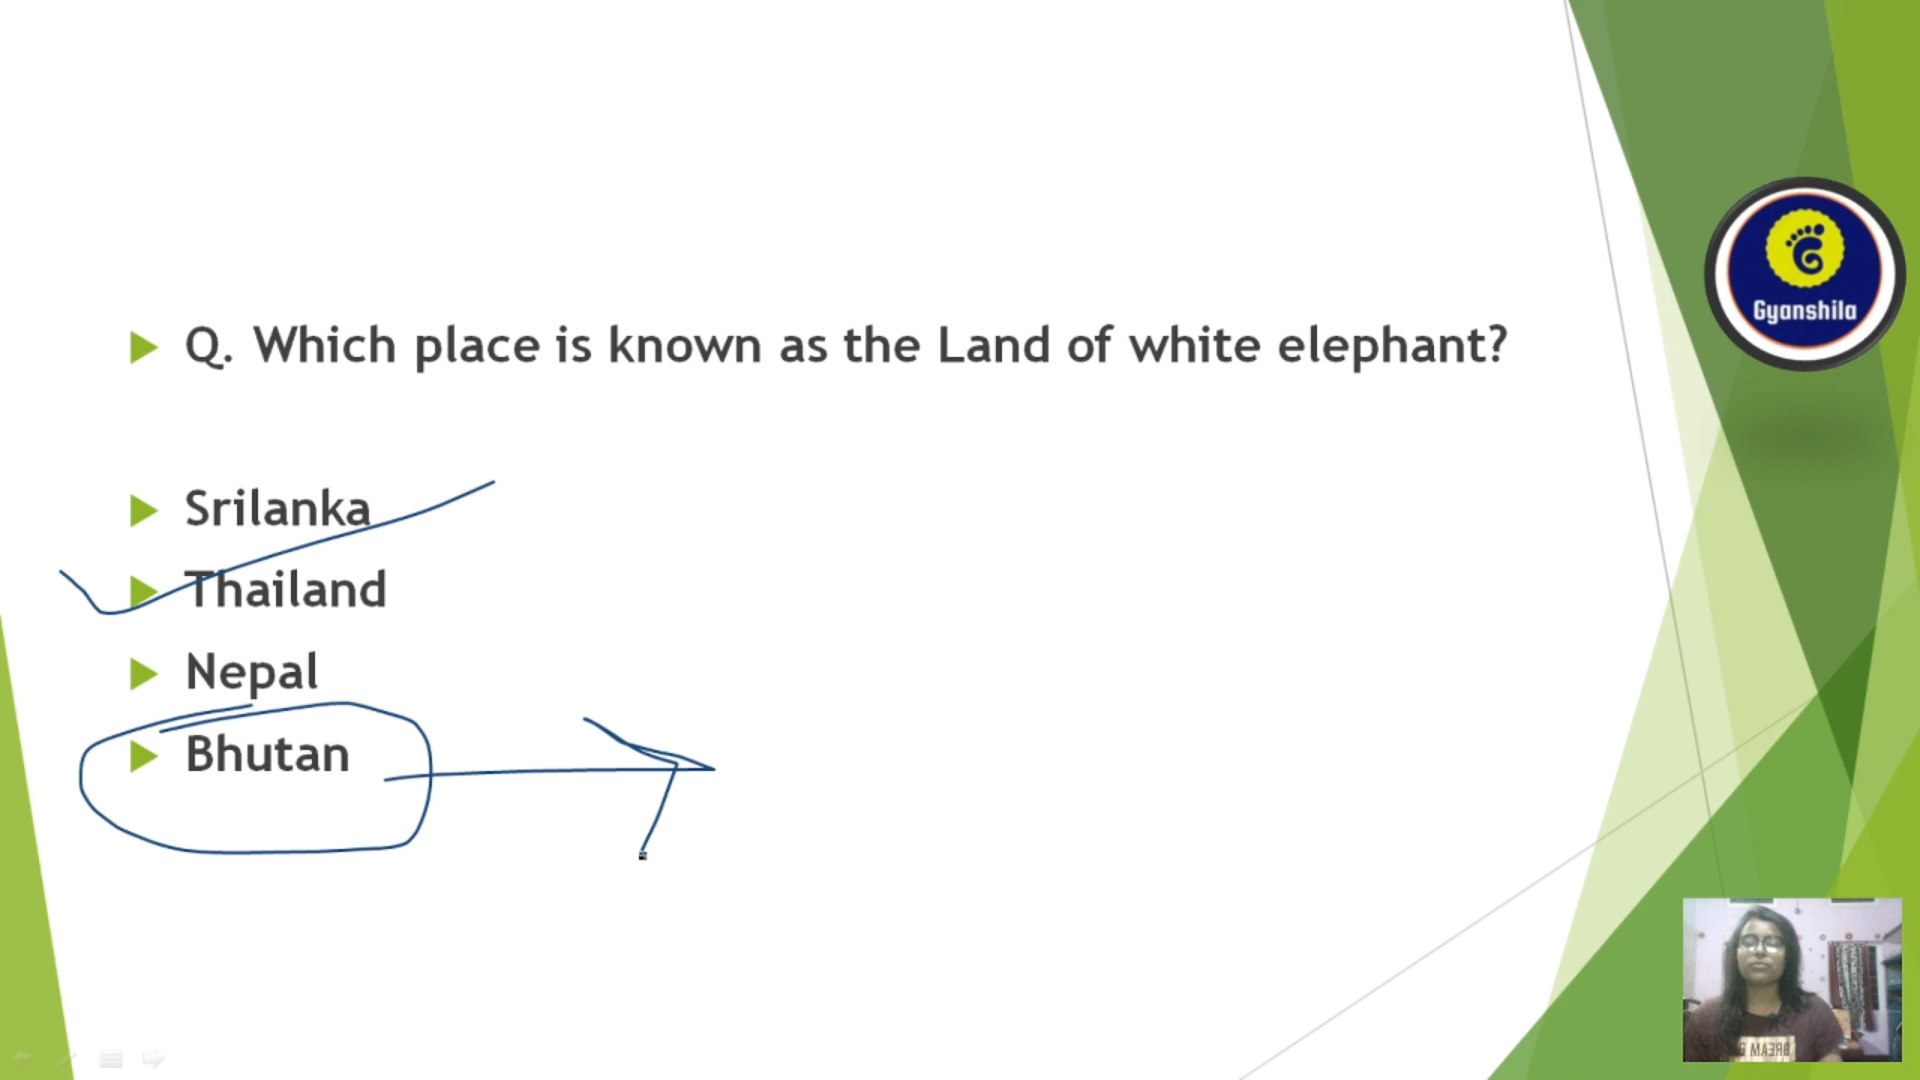 Q. Which place is known as the Land of white elephant?
Gyanshila
Srilanka
Thailand
Nepal
Bhutan